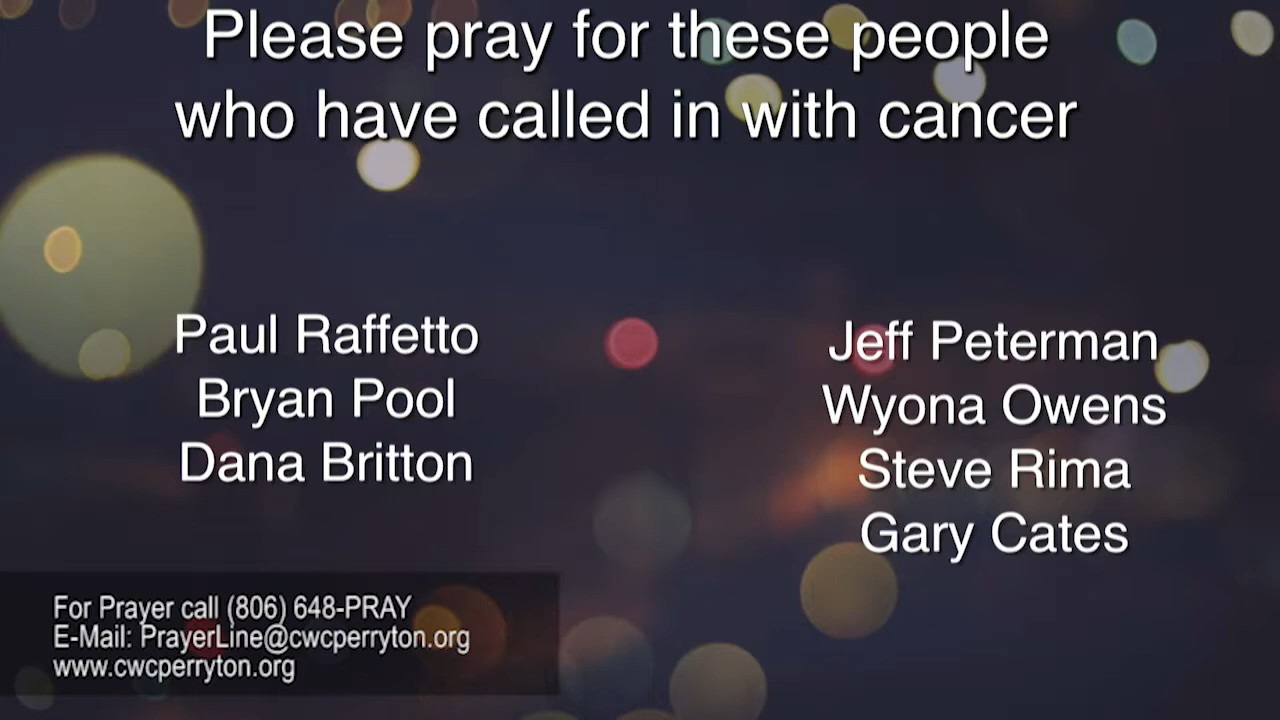 Please pray for these people
who have called in with cancer
Paul Raffetto
Bryan Pool
Dana Britton
Jeff Peterman
Wyona Owens
Steve Rima
Gary Cates
For Prayer call (806) 648-PRAY
E-Mail: PrayerLine@cwcperryton.org
www.cwcperryton.org